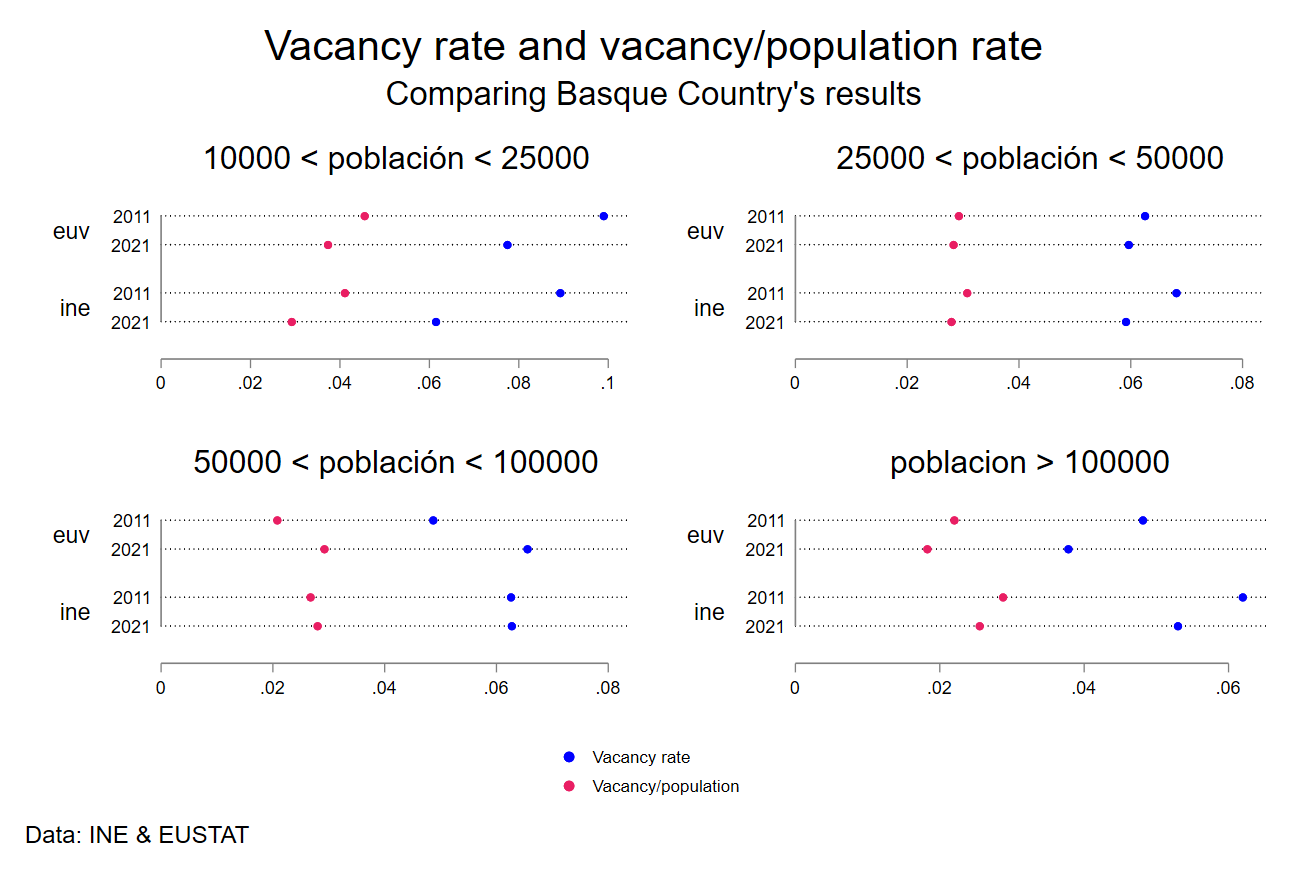 Vacancy rate and vacancy/population rate
Comparing Basque Country's results
10000 < población < 25000
euv
2011
2021
ine
2011
2021
0 .02 .04 .06 .08 .1
25000 < población < 50000
euv
2011
2021
ine
2011
2021
0 .02 .04 .06 .08
50000 < población < 100000
euv
2011
2021
ine
2011
2021
0 .02 .04 .06 .08
poblacion > 100000
euv
2011
2021
ine
2011
2021
0 .02 .04 .06
Vacancy rate
Vacancy/population
Data: INE & EUSTAT